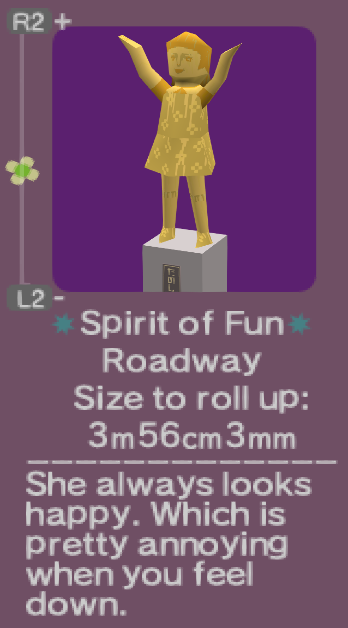 R2 +
L2 -
Spirit of Fun
Roadway
Size to roll up:
3m56cm3mm
She always looks
happy. Which is
pretty annoying
when you feel
down.